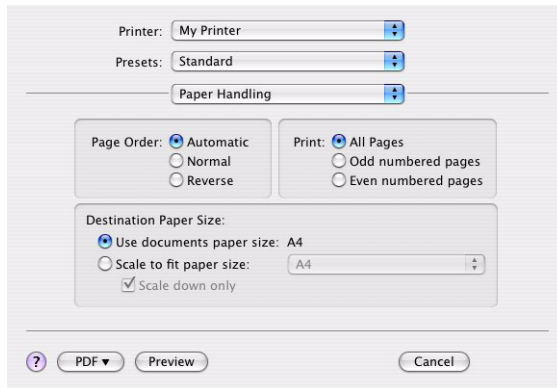 Printer: My Printer
Presets: Standard
Paper Handling
Page Order: Automatic
Normal
Reverse
Print: All Pages
Odd numbered pages
Even numbered pages
Destination Paper Size:
Use documents paper size: A4
Scale to fit paper size: A4
Scale down only
? PDF▼ Preview Cancel